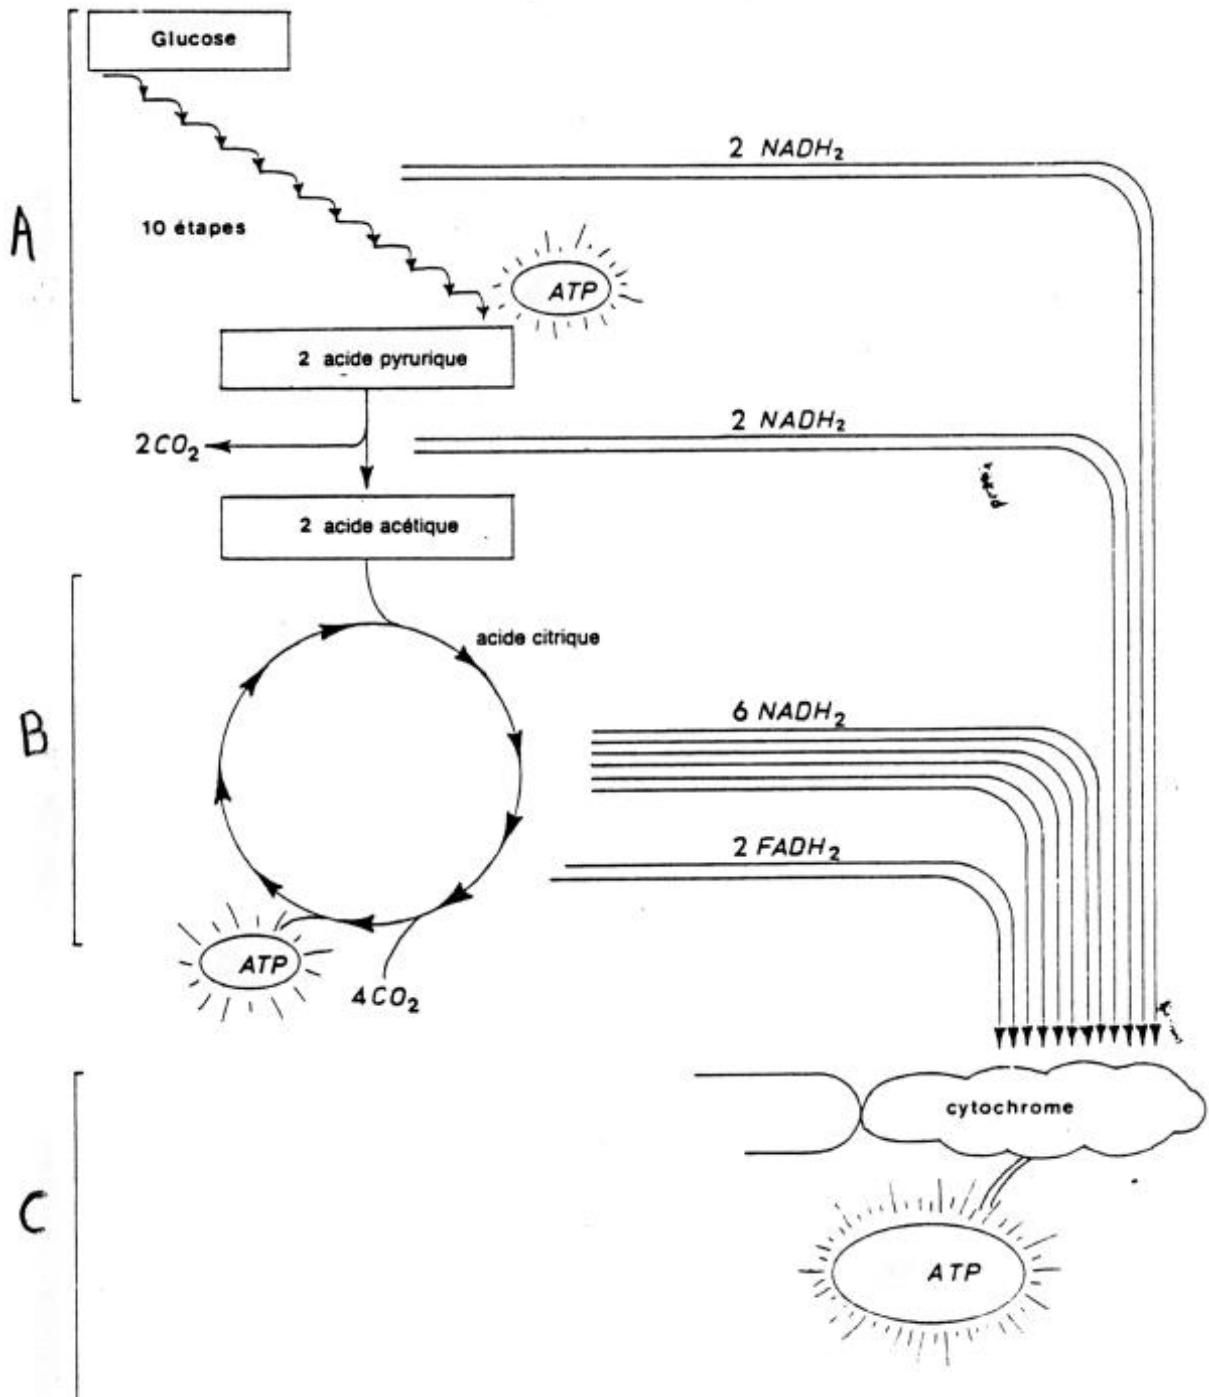 Glucose
2 NADH₂
A
10 étapes
ATP
2 acide pyrurique
2 NADH₂
2CO₂
2 acide acétique
acide citrique
B
6 NADH₂
2 FADH₂
ATP
4CO₂
cytochrome
C
ATP